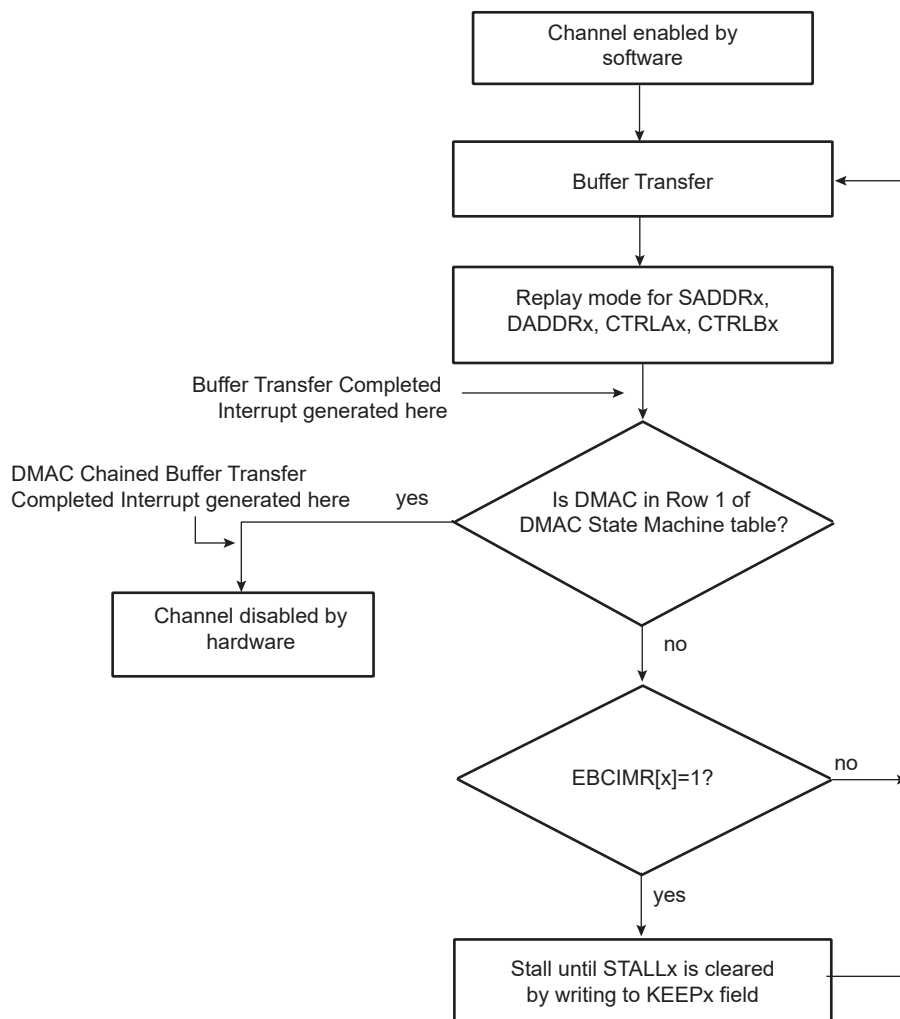 Channel enabled by
software
Buffer Transfer
Replay mode for SADDRx,
DADDRx, CTRLAx, CTRLBx
Buffer Transfer Completed
Interrupt generated here
DMAC Chained Buffer Transfer
Completed Interrupt generated here
yes
Is DMAC in Row 1 of
DMAC State Machine table?
Channel disabled by
hardware
no
EBCIMR[x]=1?
no
yes
Stall until STALLx is cleared
by writing to KEEPx field